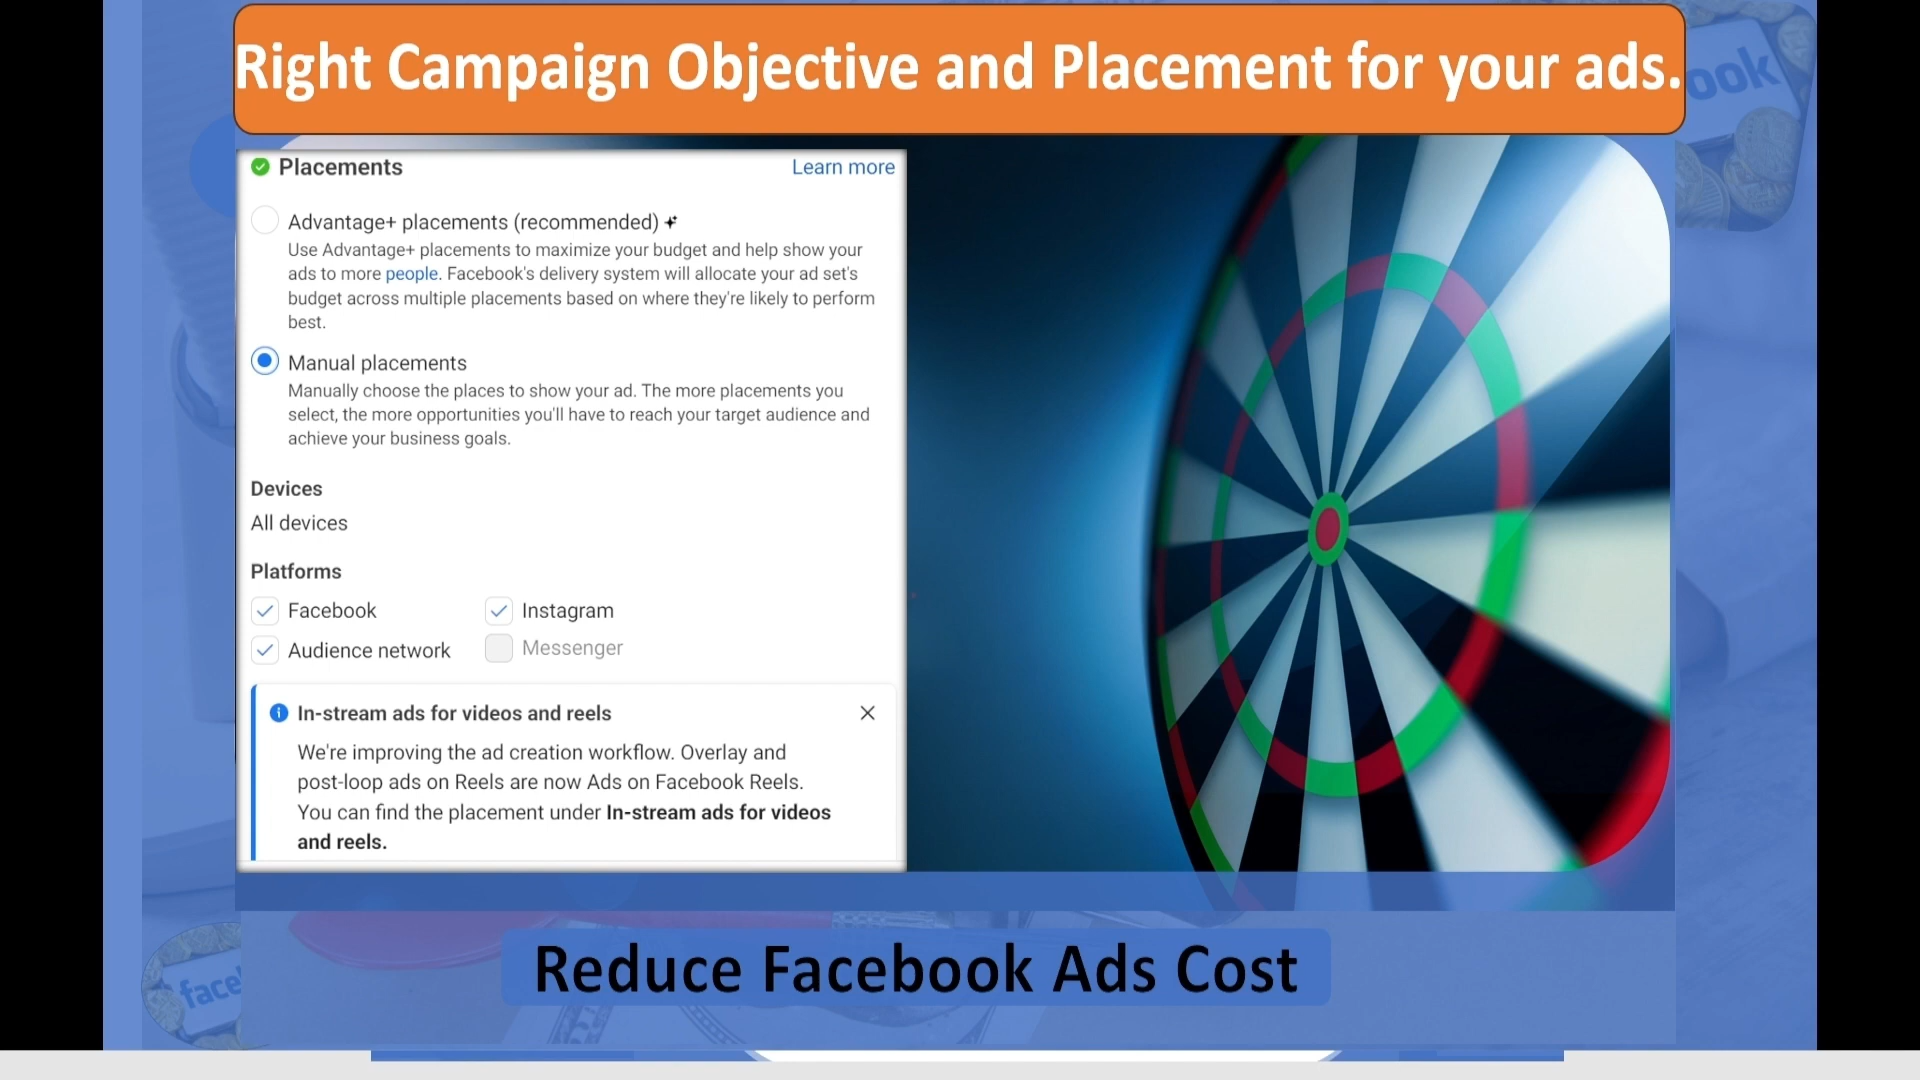 Right Campaign Objective and Placement for your ads.
ook
Placements
Learn more
Advantage+ placements (recommended)
Use Advantage+ placements to maximize your budget and help show your
ads to more people. Facebook's delivery system will allocate your ad set's
budget across multiple placements based on where they're likely to perform
best.
Manual placements
Manually choose the places to show your ad. The more placements you
select, the more opportunities you'll have to reach your target audience and
achieve your business goals.
Devices
All devices
Platforms
Facebook
Instagram
Audience network
Messenger
In-stream ads for videos and reels
We're improving the ad creation workflow. Overlay and
post-loop ads on Reels are now Ads on Facebook Reels.
You can find the placement under In-stream ads for videos
and reels.
face
Reduce Facebook Ads Cost